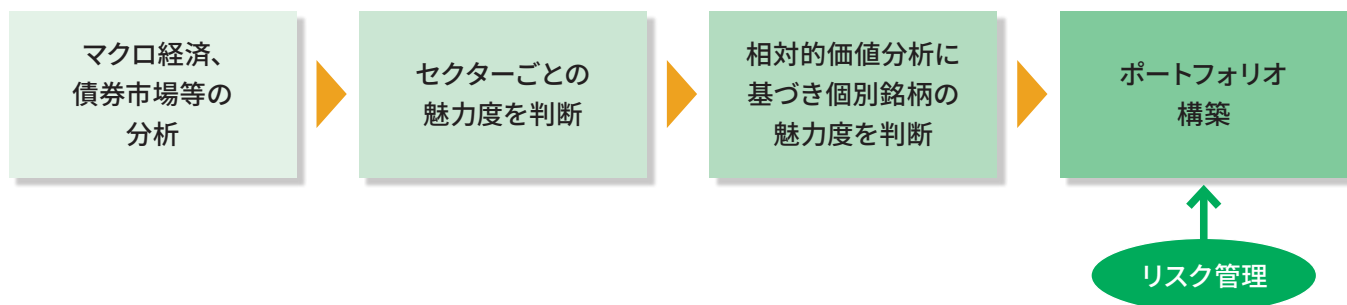 マクロ経済、
債券市場等の
分析
セクターごとの
魅力度を判断
相対的価値分析に
基づき個別銘柄の
魅力度を判断
ポートフォリオ
構築
リスク管理